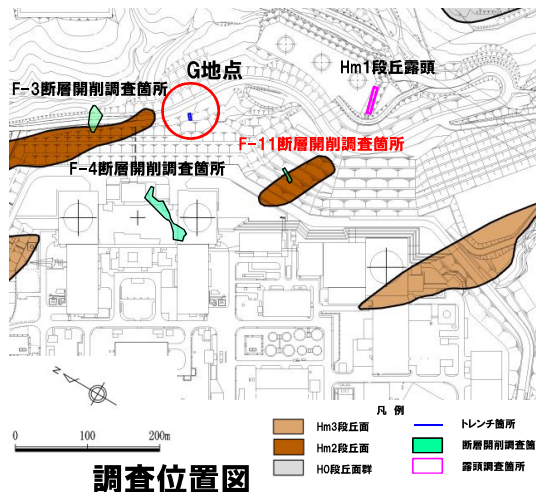 G地点
Hm1段丘露頭
F-3断層開削調査箇所
F-11断層開削調査箇所
F-4断層開削調査箇所
N
凡 例
Hm3段丘面
トレンチ箇所
Hm2段丘面
断層開削調査箇
H0段丘面群
露頭調査箇所
0 100 200m
調査位置図